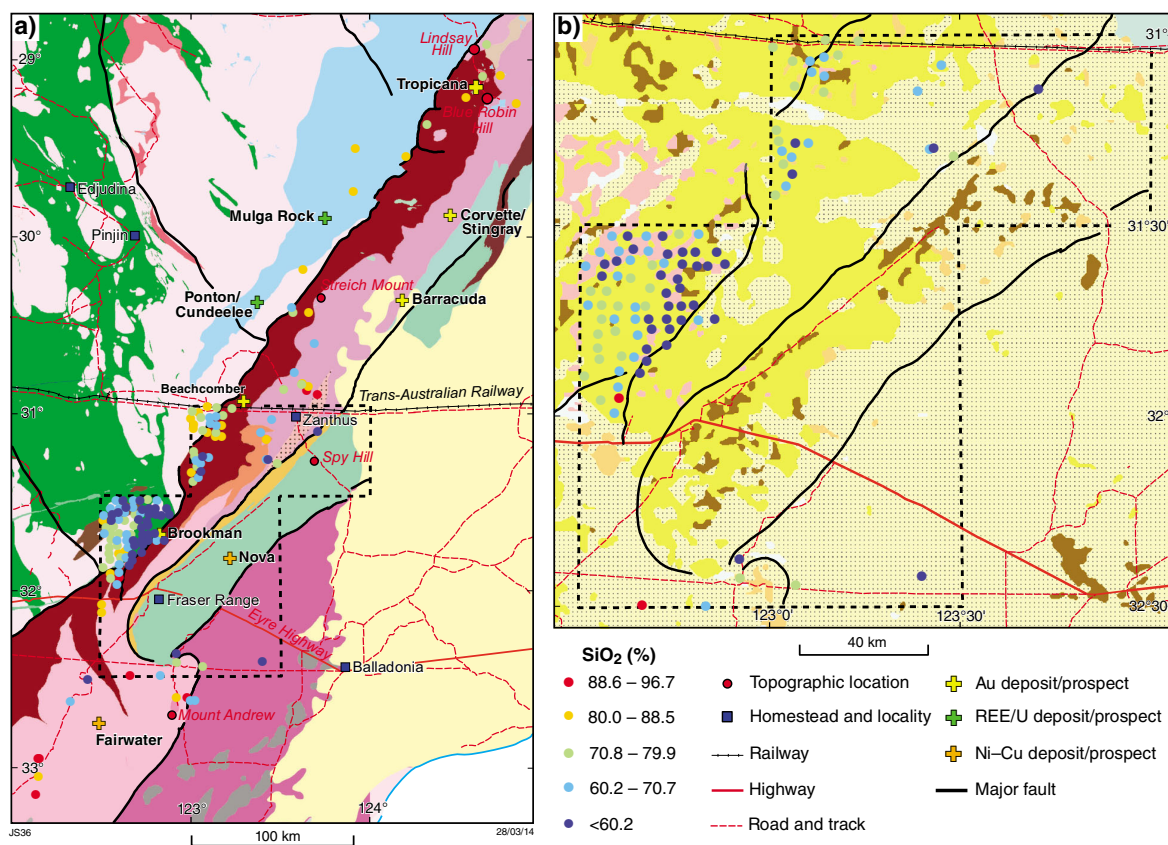 a)
Lindsay
Hill
29°
Tropicana
Blue Robin
Hill
Edjudina
Mulga Rock
Corvette/
Stingray
Pinjin
30°
Streich Mount
Ponton/
Cundeelee
Barracuda
Beachcomber
Trans-Australian Railway
31°
Zanthus
Spy Hill
Brookman
Nova
32°
Fraser Range
Eyre Highway
Balladonia
Mount Andrew
Fairwater
33°
123°
124°
JS36
28/03/14
100 km
b)
31°
31°30'
32°
32°30'
123°0'
123°30'
40 km
SiO2 (%)
88.6 – 96.7
80.0 – 88.5
70.8 – 79.9
60.2 – 70.7
<60.2
Topographic location
Homestead and locality
Railway
Highway
Road and track
Au deposit/prospect
REE/U deposit/prospect
Ni–Cu deposit/prospect
Major fault